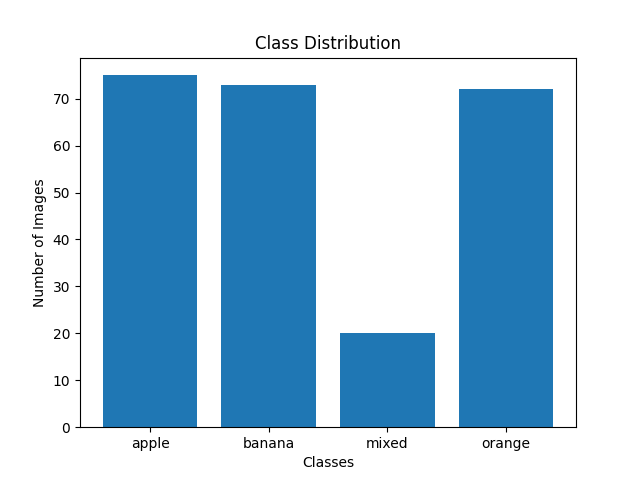 Class Distribution
Number of Images
70
60
50
40
30
20
10
0
apple banana mixed orange
Classes